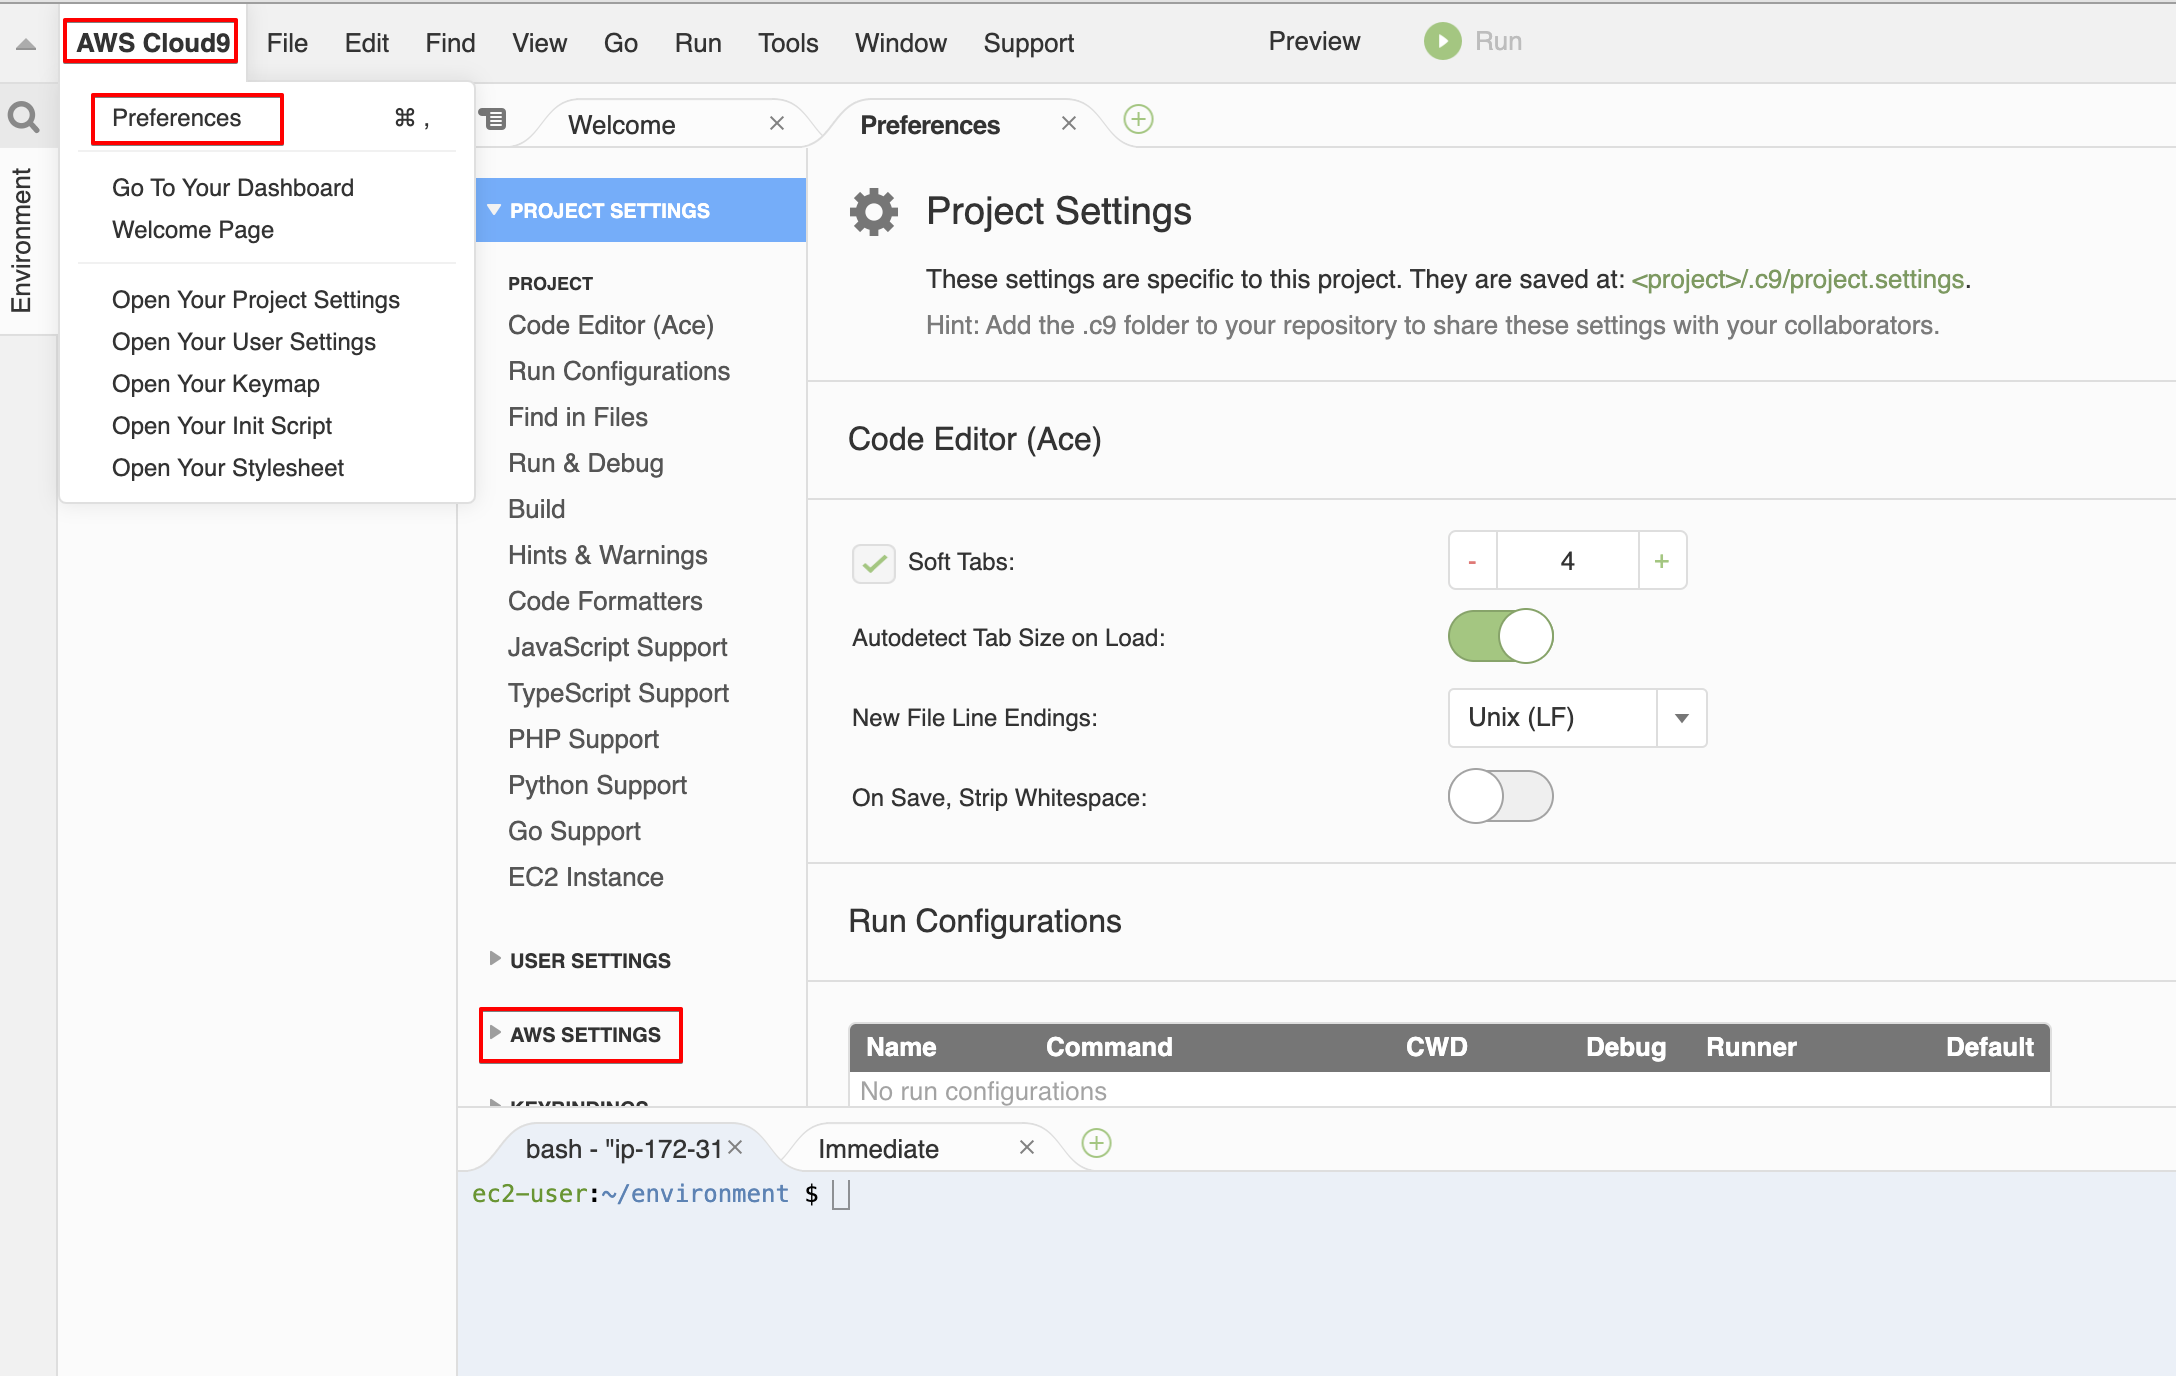 AWS Cloud9 File Edit Find View Go Run Tools Window Support Preview Run
Preferences ⌘ ,
Go To Your Dashboard
Welcome Page
Open Your Project Settings
Open Your User Settings
Open Your Keymap
Open Your Init Script
Open Your Stylesheet
Environment
Welcome × Preferences ×
PROJECT SETTINGS
PROJECT
Code Editor (Ace)
Run Configurations
Find in Files
Run & Debug
Build
Hints & Warnings
Code Formatters
JavaScript Support
TypeScript Support
PHP Support
Python Support
Go Support
EC2 Instance
USER SETTINGS
AWS SETTINGS
KEYBINDINGS
Project Settings
These settings are specific to this project. They are saved at: <project>/.c9/project.settings.
Hint: Add the .c9 folder to your repository to share these settings with your collaborators.
Code Editor (Ace)
Soft Tabs: - 4 +
Autodetect Tab Size on Load:
New File Line Endings: Unix (LF)
On Save, Strip Whitespace:
Run Configurations
Name Command CWD Debug Runner Default
No run configurations
bash - "ip-172-31 × Immediate ×
ec2-user:~/environment $